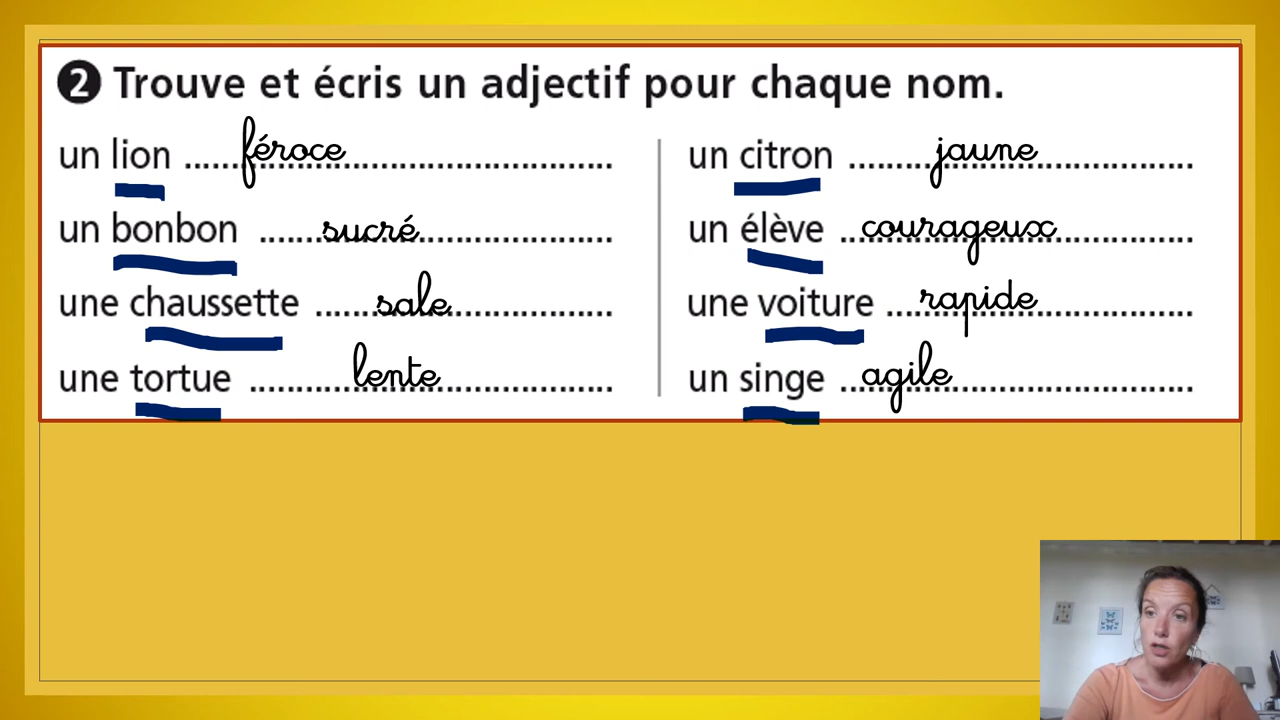 2 Trouve et écris un adjectif pour chaque nom.
un lion ...... féroce ......
un bonbon ...... sucré ......
une chaussette ...... sale ......
une tortue ...... lente ......
un citron ...... jaune ......
un élève ... courageux ......
une voiture ... rapide ......
un singe ... agile ......